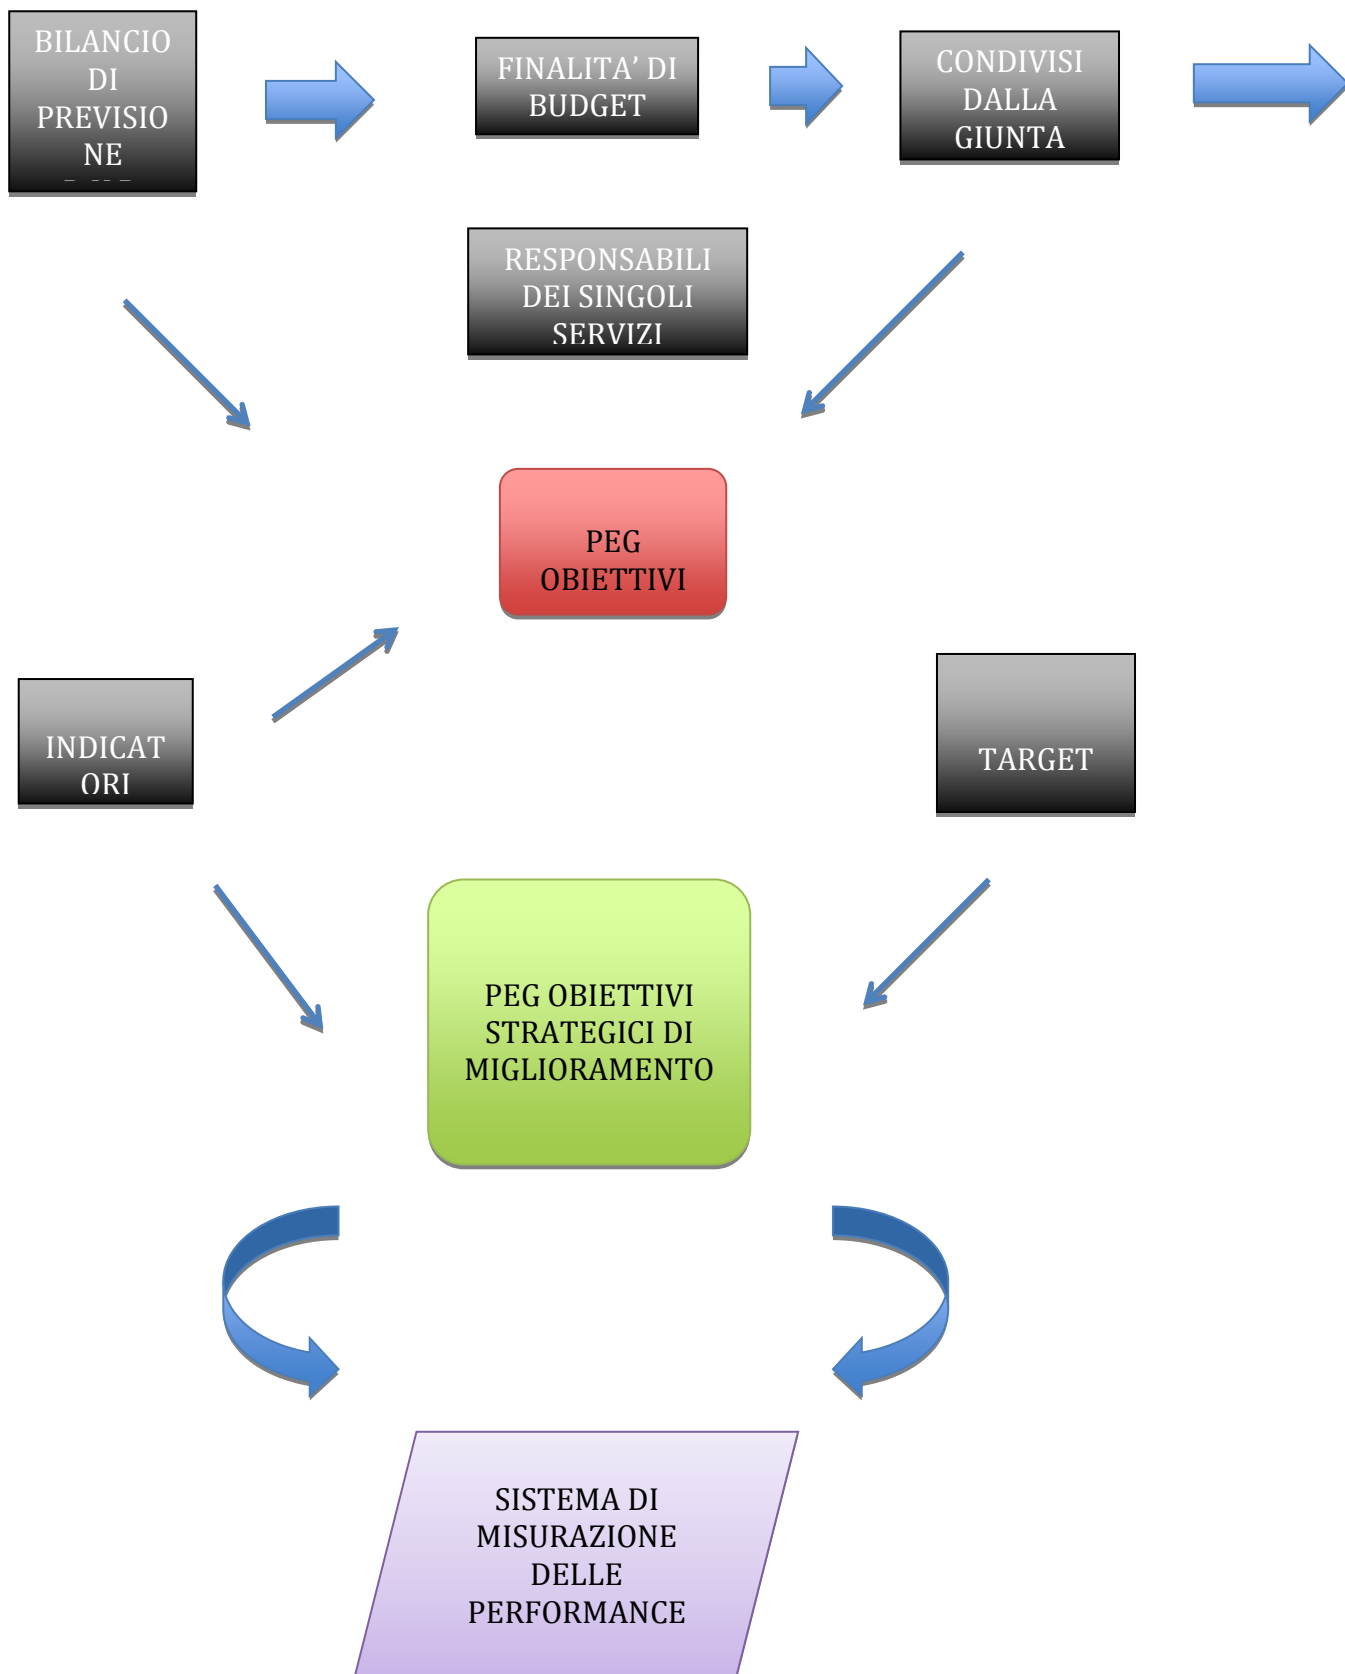 BILANCIO
DI
PREVISIO
NE
FINALITA’ DI
BUDGET
CONDIVISI
DALLA
GIUNTA
RESPONSABILI
DEI SINGOLI
SERVIZI
PEG
OBIETTIVI
INDICAT
ORI
TARGET
PEG OBIETTIVI
STRATEGICI DI
MIGLIORAMENTO
SISTEMA DI
MISURAZIONE
DELLE
PERFORMANCE